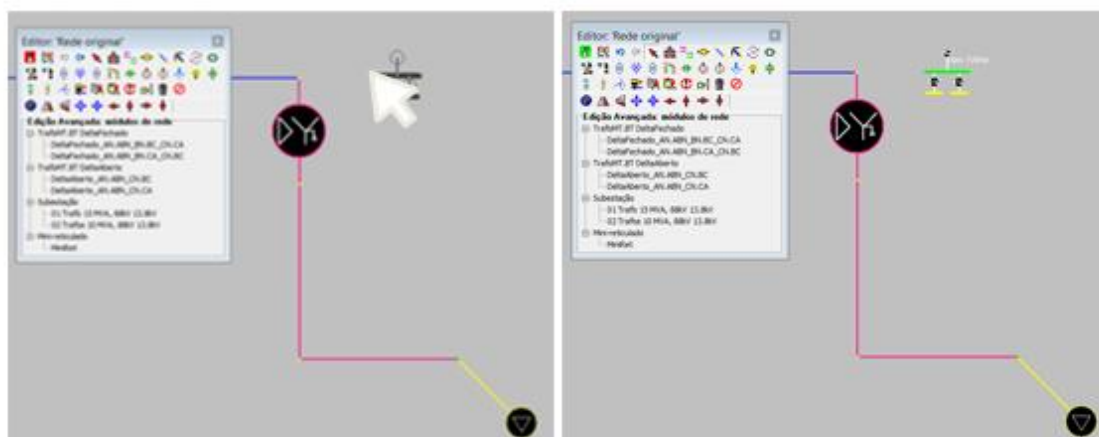 Editor: 'Rede original'
Edição Avançada: módulos de rede
TrafoMT.BT DeltaFechado
DeltaFechado_AN.ABN_BN.BC_CN.CA
DeltaFechado_AN.ABN_BN.CA_CN.BC
TrafoMT.BT DeltaAberto
DeltaAberto_AN.ABN_CN.BC
DeltaAberto_AN.ABN_CN.CA
Subestação
01 Trafo 15 MVA, 88kV 13.8kV
02 Trafos 10 MVA, 88kV 13.8kV
Mini-reticulado
MiniRet
Editor: 'Rede original'
Edição Avançada: módulos de rede
TrafoMT.BT DeltaFechado
DeltaFechado_AN.ABN_BN.BC_CN.CA
DeltaFechado_AN.ABN_BN.CA_CN.BC
TrafoMT.BT DeltaAberto
DeltaAberto_AN.ABN_CN.BC
DeltaAberto_AN.ABN_CN.CA
Subestação
01 Trafo 15 MVA, 88kV 13.8kV
02 Trafos 10 MVA, 88kV 13.8kV
Mini-reticulado
MiniRet